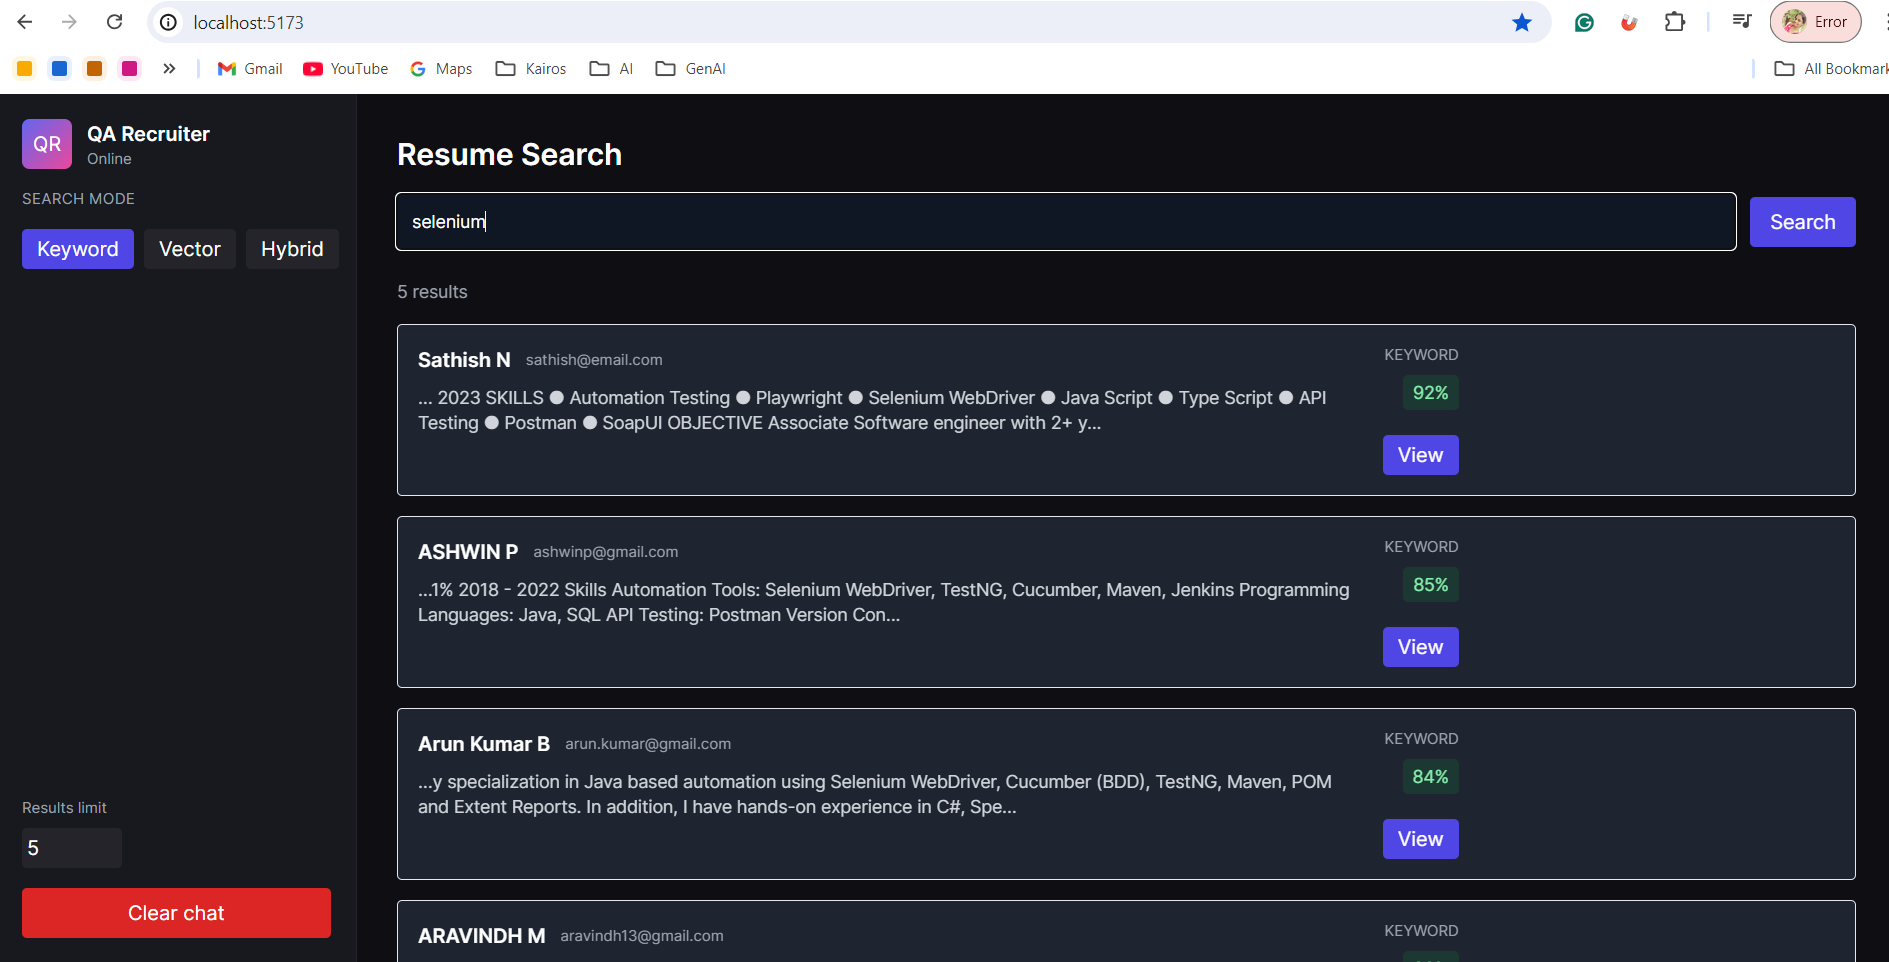 localhost:5173
Error
Gmail
YouTube
Maps
Kairos
AI
GenAI
All Bookmark
QR
QA Recruiter
Online
SEARCH MODE
Keyword
Vector
Hybrid
Results limit
5
Clear chat
Resume Search
selenium
Search
5 results
Sathish N sathish@email.com
... 2023 SKILLS ● Automation Testing ● Playwright ● Selenium WebDriver ● Java Script ● Type Script ● API
Testing ● Postman ● SoapUI OBJECTIVE Associate Software engineer with 2+ y...
KEYWORD
92%
View
ASHWIN P ashwinp@gmail.com
...1% 2018 - 2022 Skills Automation Tools: Selenium WebDriver, TestNG, Cucumber, Maven, Jenkins Programming
Languages: Java, SQL API Testing: Postman Version Con...
KEYWORD
85%
View
Arun Kumar B arun.kumar@gmail.com
...y specialization in Java based automation using Selenium WebDriver, Cucumber (BDD), TestNG, Maven, POM
and Extent Reports. In addition, I have hands-on experience in C#, Spe...
KEYWORD
84%
View
ARAVINDH M aravindh13@gmail.com
KEYWORD